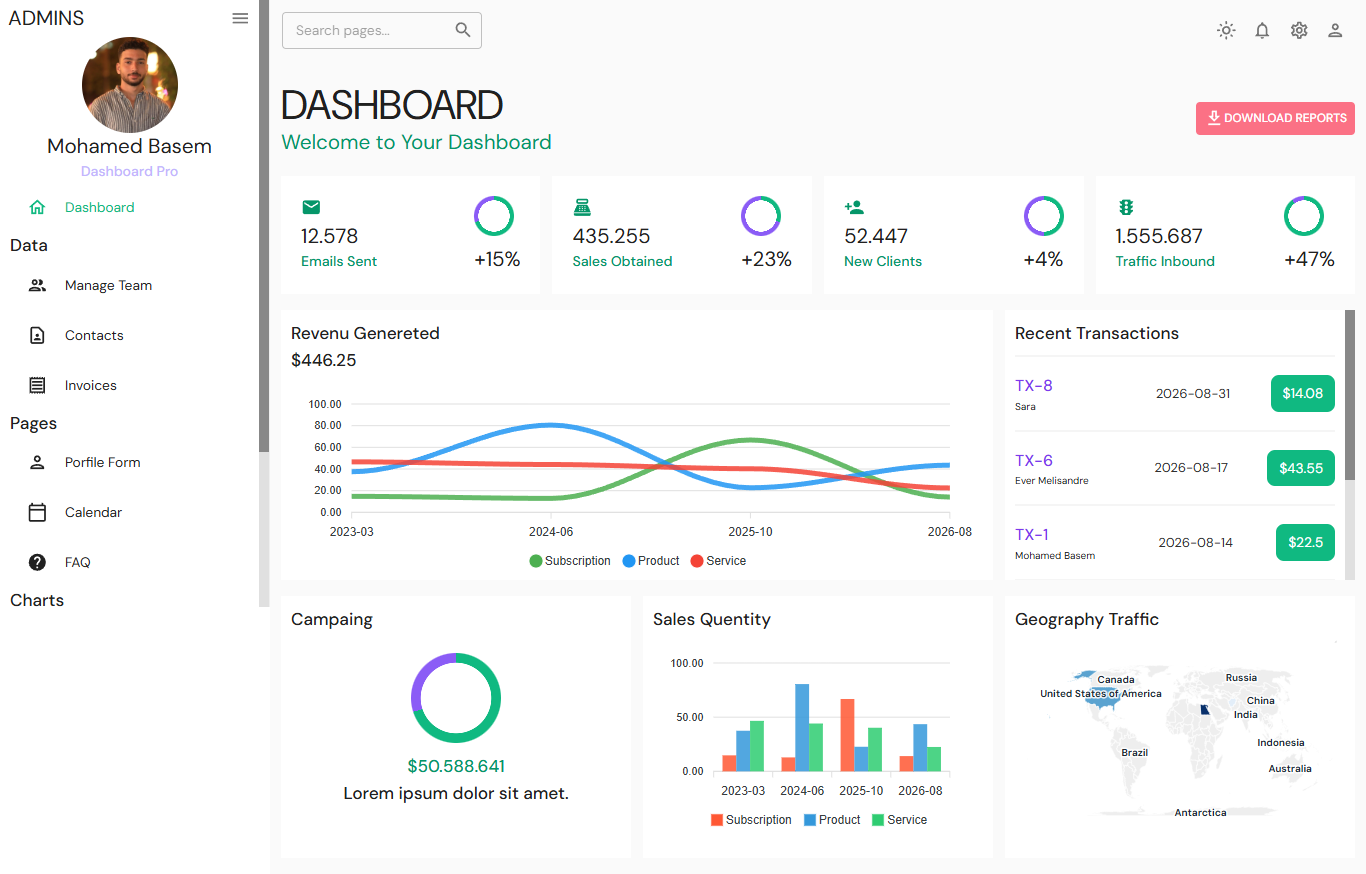 ADMINS
Mohamed Basem
Dashboard Pro
Dashboard
Data
Manage Team
Contacts
Invoices
Pages
Porfile Form
Calendar
FAQ
Charts
Search pages...
DASHBOARD
Welcome to Your Dashboard
DOWNLOAD REPORTS
12.578
Emails Sent
+15%
435.255
Sales Obtained
+23%
52.447
New Clients
+4%
1.555.687
Traffic Inbound
+47%
Revenu Genereted
$446.25
100.00
80.00
60.00
40.00
20.00
0.00
2023-03 2024-06 2025-10 2026-08
Subscription Product Service
Recent Transactions
TX-8
Sara
2026-08-31
$14.08
TX-6
Ever Melisandre
2026-08-17
$43.55
TX-1
Mohamed Basem
2026-08-14
$22.5
Campaing
$50.588.641
Lorem ipsum dolor sit amet.
Sales Quentity
100.00
50.00
0.00
2023-03 2024-06 2025-10 2026-08
Subscription Product Service
Geography Traffic
Canada
Russia
United States of America
China
India
Indonesia
Brazil
Australia
Antarctica